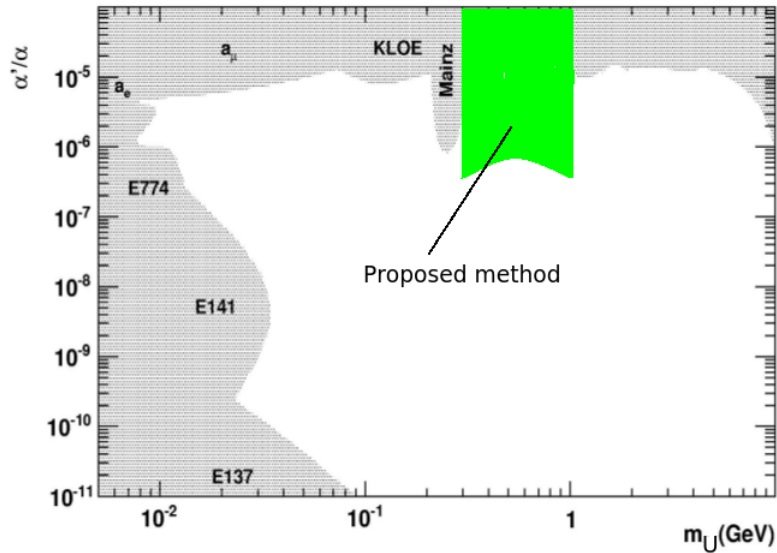 α'/α
10⁻⁵
10⁻⁶
10⁻⁷
10⁻⁸
10⁻⁹
10⁻¹⁰
10⁻¹¹
aμ
KLOE
Mainz
aₑ
E774
Proposed method
E141
E137
10⁻²
10⁻¹
1
m_U(GeV)